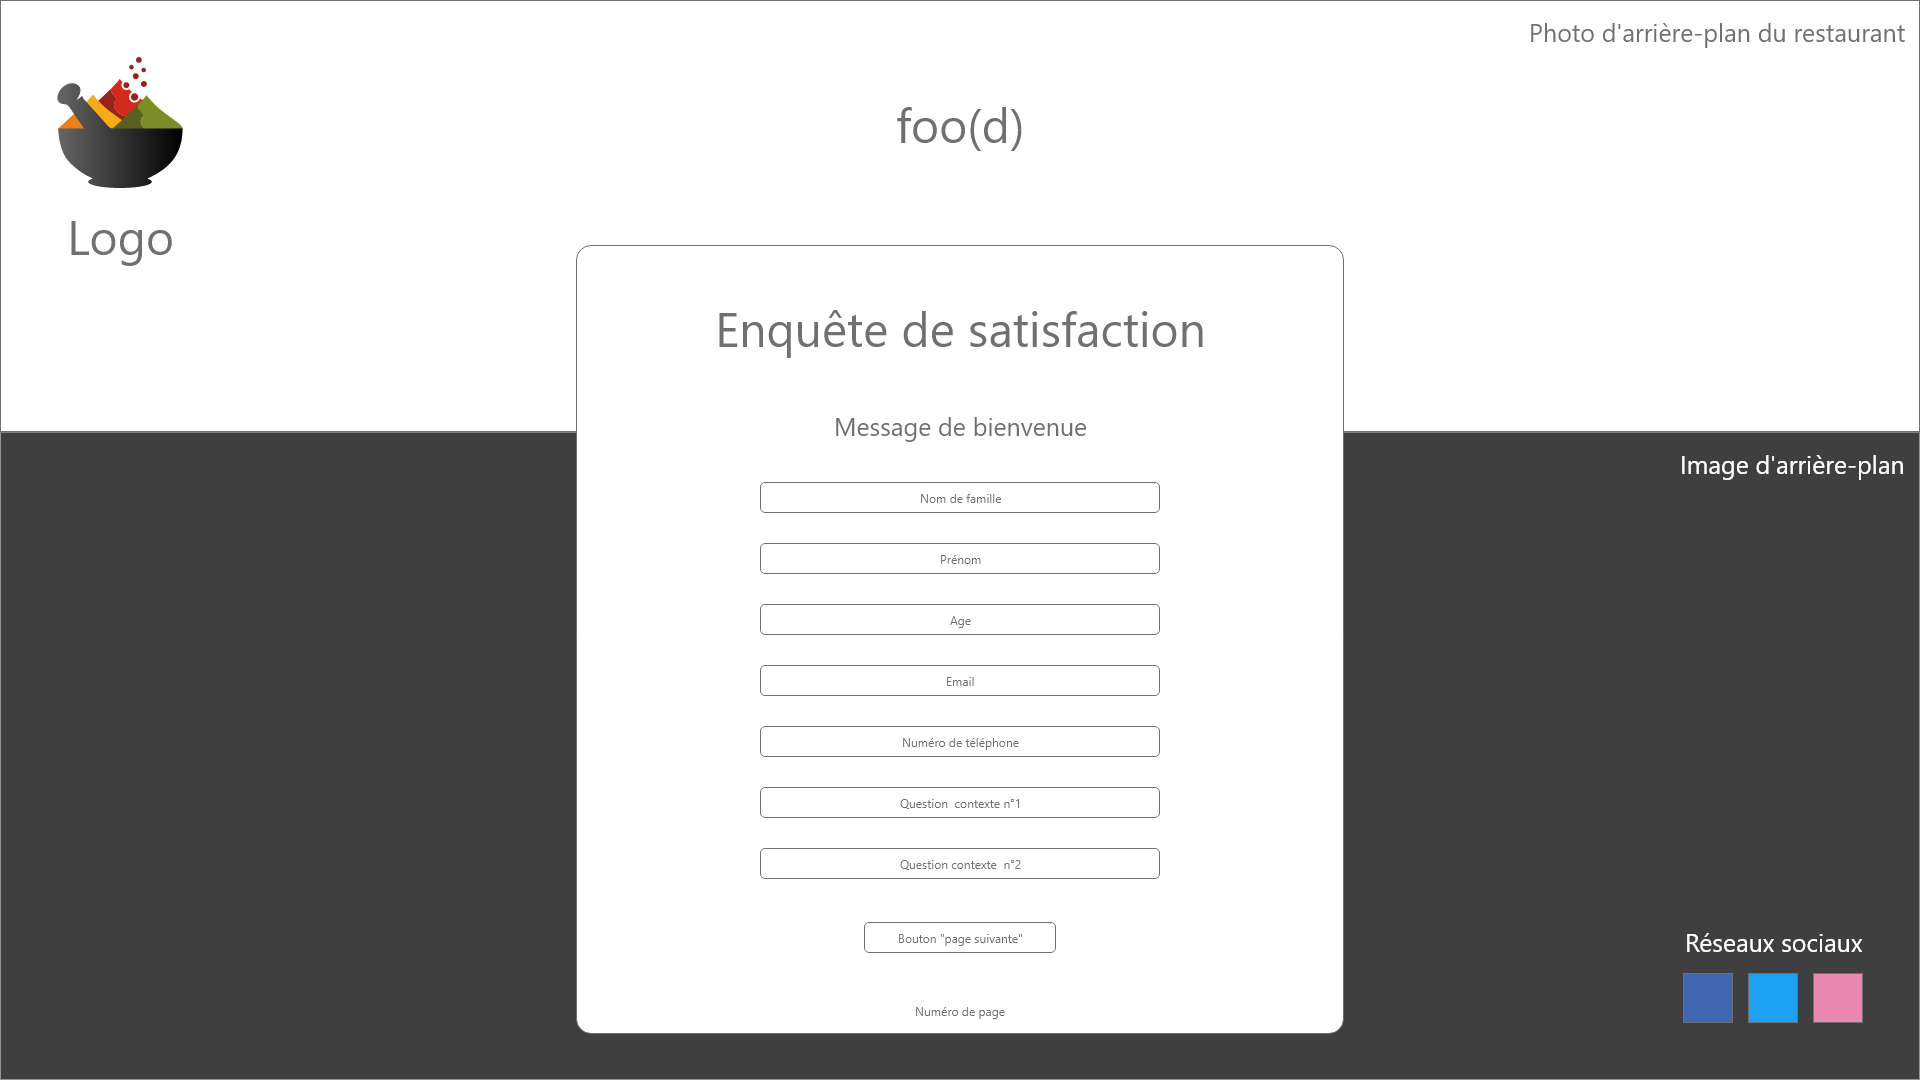 Photo d'arrière-plan du restaurant
foo(d)
Logo
Enquête de satisfaction
Message de bienvenue
Image d'arrière-plan
Nom de famille
Prénom
Age
Email
Numéro de téléphone
Question  contexte n°1
Question contexte  n°2
Bouton "page suivante"
Réseaux sociaux
Numéro de page